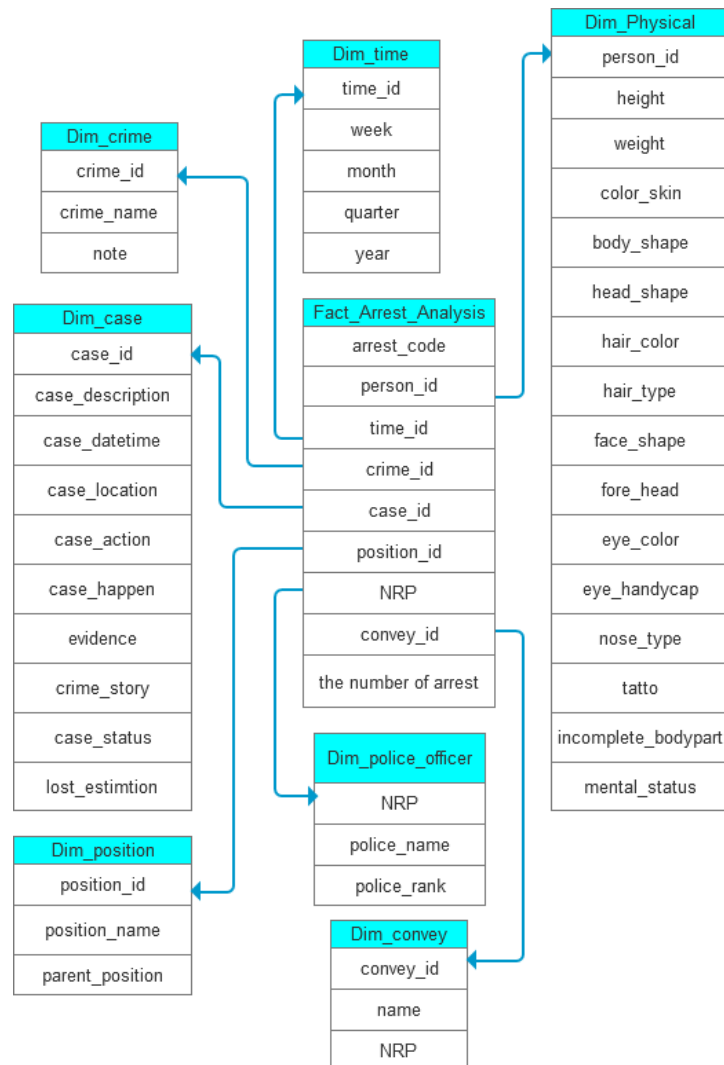 Dim_Physical
person_id
height
weight
color_skin
body_shape
head_shape
hair_color
hair_type
face_shape
fore_head
eye_color
eye_handycap
nose_type
tatto
incomplete_bodypart
mental_status
Dim_time
time_id
week
month
quarter
year
Dim_crime
crime_id
crime_name
note
Dim_case
case_id
case_description
case_datetime
case_location
case_action
case_happen
evidence
crime_story
case_status
lost_estimtion
Fact_Arrest_Analysis
arrest_code
person_id
time_id
crime_id
case_id
position_id
NRP
convey_id
the number of arrest
Dim_police_officer
NRP
police_name
police_rank
Dim_position
position_id
position_name
parent_position
Dim_convey
convey_id
name
NRP